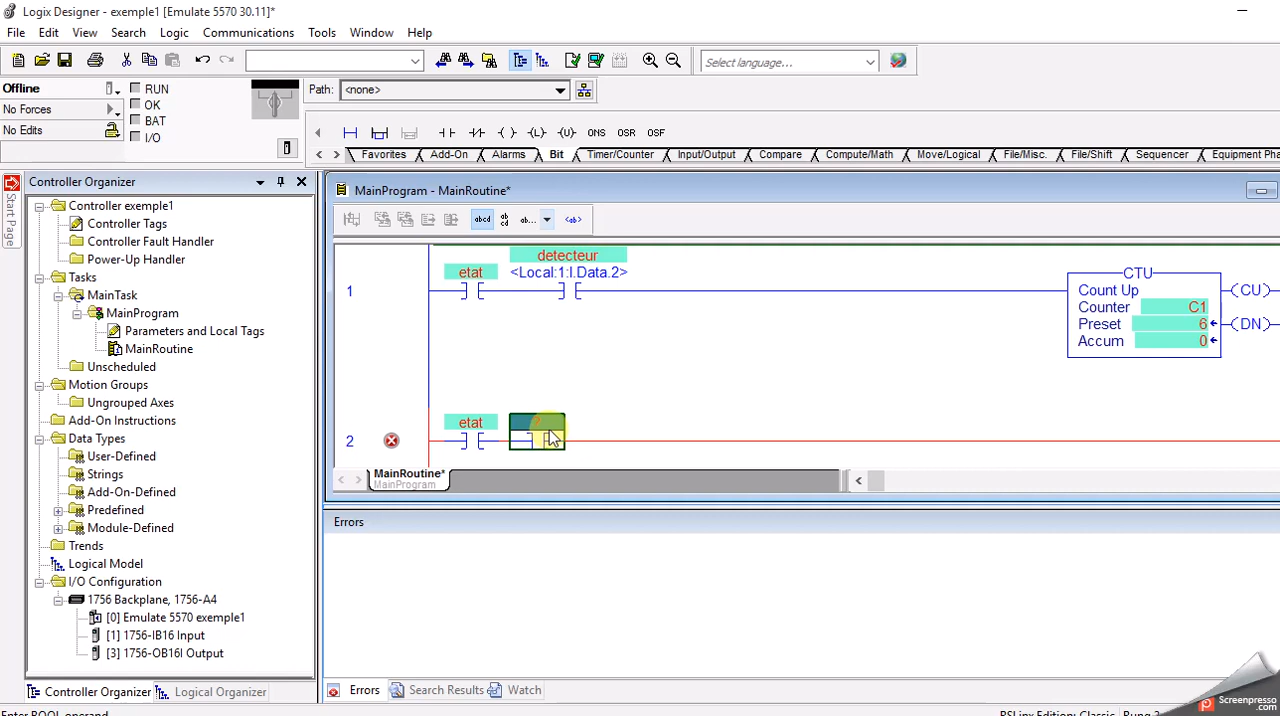 Logix Designer - exemple1 [Emulate 5570 30.11]*
File Edit View Search Logic Communications Tools Window Help
Select language...
Offline RUN
No Forces OK
No Edits BAT
I/O
Path: <none>
(L) (U) ONS OSR OSF
Favorites Add-On Alarms Bit Timer/Counter Input/Output Compare Compute/Math Move/Logical File/Misc. File/Shift Sequencer Equipment Pha
Start Page
Controller Organizer
Controller exemple1
Controller Tags
Controller Fault Handler
Power-Up Handler
Tasks
MainTask
MainProgram
Parameters and Local Tags
MainRoutine
Unscheduled
Motion Groups
Ungrouped Axes
Add-On Instructions
Data Types
User-Defined
Strings
Add-On-Defined
Predefined
Module-Defined
Trends
Logical Model
I/O Configuration
1756 Backplane, 1756-A4
[0] Emulate 5570 exemple1
[1] 1756-IB16 Input
[3] 1756-OB16I Output
Controller Organizer Logical Organizer
MainProgram - MainRoutine*
abcd ab cd ab... <ab>
detecteur
etat <Local:1:I.Data.2>
1
CTU
Count Up (CU)
Counter C1
Preset 6 (DN)
Accum 0
etat ?
2
MainRoutine*
MainProgram
Errors
Errors Search Results Watch
Enter BOOL operand
RSLinx Edition: Classic
Screenpresso
.com